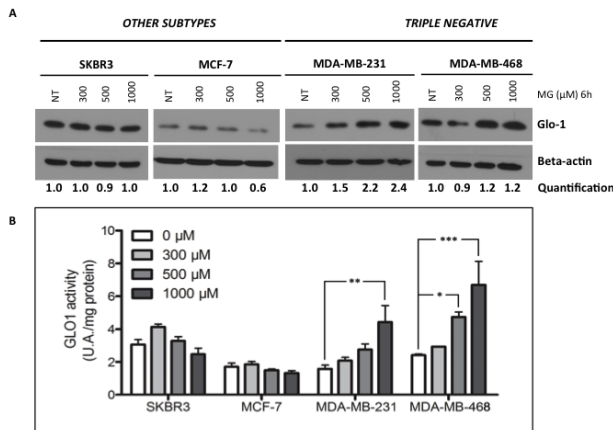 A
OTHER SUBTYPES TRIPLE NEGATIVE
SKBR3 MCF-7 MDA-MB-231 MDA-MB-468
NT 300 500 1000 NT 300 500 1000 NT 300 500 1000 NT 300 500 1000 MG (µM) 6h
Glo-1
Beta-actin
1.0 1.0 0.9 1.0 1.0 1.2 1.0 0.6 1.0 1.5 2.2 2.4 1.0 0.9 1.2 1.2 Quantification
B
GLO1 activity
(U.A./mg protein)
10
8
6
4
2
0
0 µM
300 µM
500 µM
1000 µM
**
***
*
SKBR3 MCF-7 MDA-MB-231 MDA-MB-468